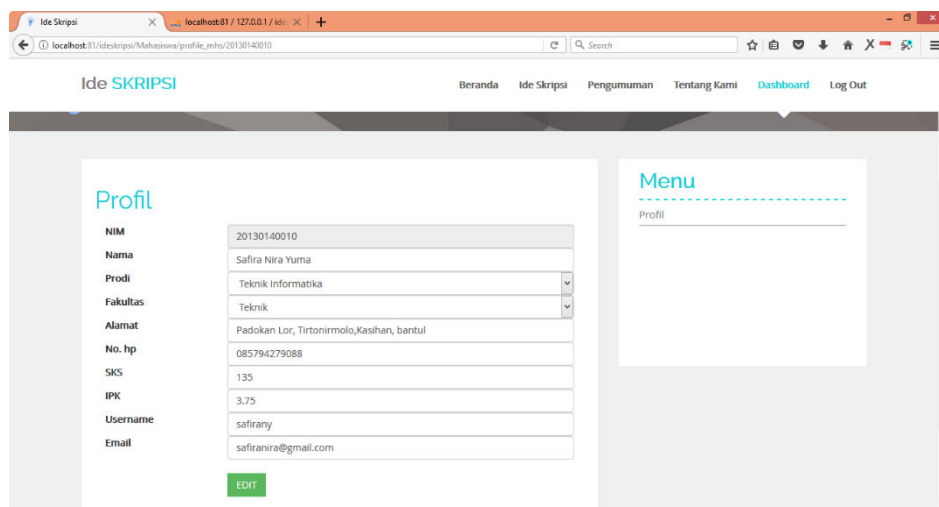 Ide Skripsi
localhost:81 / 127.0.0.1 / ide
localhost:81/ideskripsi/Mahasiswa/profile_mhs/20130140010
Search
Ide SKRIPSI
Beranda Ide Skripsi Pengumuman Tentang Kami Dashboard Log Out
Profil
NIM 20130140010
Nama Safira Nira Yuma
Prodi Teknik Informatika
Fakultas Teknik
Alamat Padokan Lor, Tirtonirmolo,Kasihan, bantul
No. hp 085794279088
SKS 135
IPK 3.75
Username safirany
Email safiranira@gmail.com
EDIT
Menu
Profil